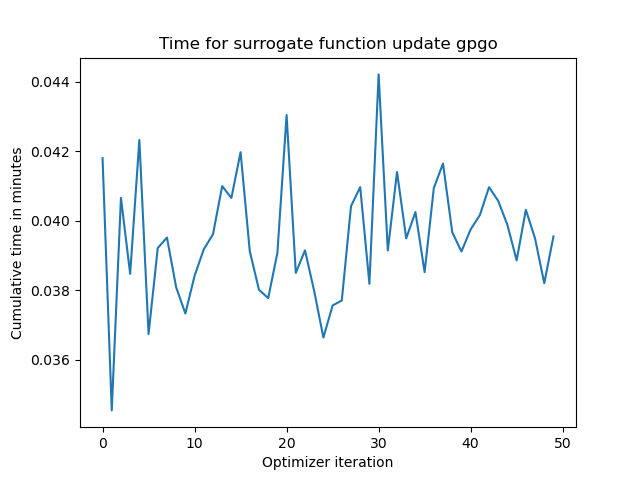 Time for surrogate function update gpgo
0.044
0.042
0.040
0.038
0.036
Cumulative time in minutes
0 10 20 30 40 50
Optimizer iteration